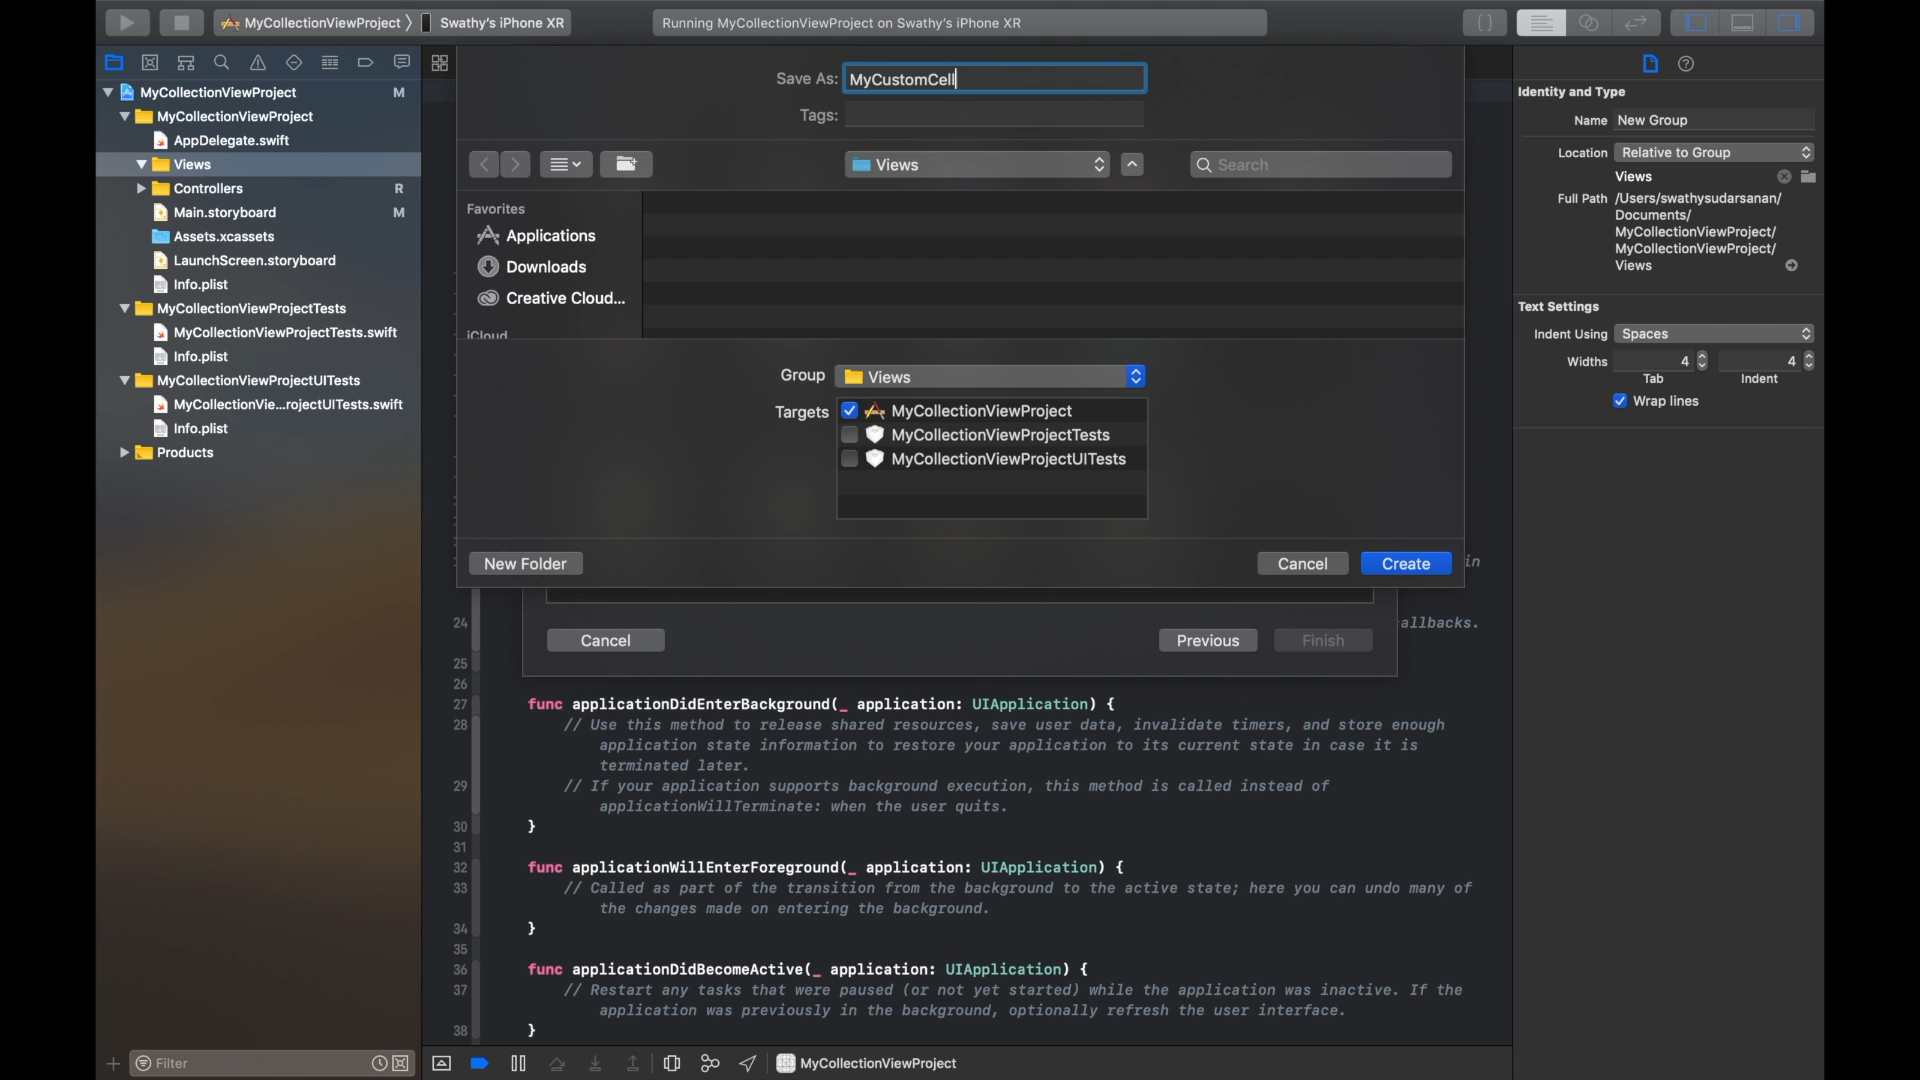 MyCollectionViewProject 〉 Swathy's iPhone XR
Running MyCollectionViewProject on Swathy's iPhone XR
MyCollectionViewProject M
MyCollectionViewProject
AppDelegate.swift
Views
Controllers R
Main.storyboard M
Assets.xcassets
LaunchScreen.storyboard
Info.plist
MyCollectionViewProjectTests
MyCollectionViewProjectTests.swift
Info.plist
MyCollectionViewProjectUITests
MyCollectionVie...rojectUITests.swift
Info.plist
Products
Filter
Save As: MyCustomCell
Tags:
Views
Search
Favorites
Applications
Downloads
Creative Cloud...
iCloud
Group Views
Targets MyCollectionViewProject
MyCollectionViewProjectTests
MyCollectionViewProjectUITests
New Folder Cancel Create
in
24 allbacks.
Cancel Previous Finish
25
26
27 func applicationDidEnterBackground(_ application: UIApplication) {
28 // Use this method to release shared resources, save user data, invalidate timers, and store enough
application state information to restore your application to its current state in case it is
terminated later.
29 // If your application supports background execution, this method is called instead of
applicationWillTerminate: when the user quits.
30 }
31
32 func applicationWillEnterForeground(_ application: UIApplication) {
33 // Called as part of the transition from the background to the active state; here you can undo many of
the changes made on entering the background.
34 }
35
36 func applicationDidBecomeActive(_ application: UIApplication) {
37 // Restart any tasks that were paused (or not yet started) while the application was inactive. If the
application was previously in the background, optionally refresh the user interface.
38 }
MyCollectionViewProject
Identity and Type
Name New Group
Location Relative to Group
Views
Full Path /Users/swathysudarsanan/
Documents/
MyCollectionViewProject/
MyCollectionViewProject/
Views
Text Settings
Indent Using Spaces
Widths 4 4
Tab Indent
Wrap lines